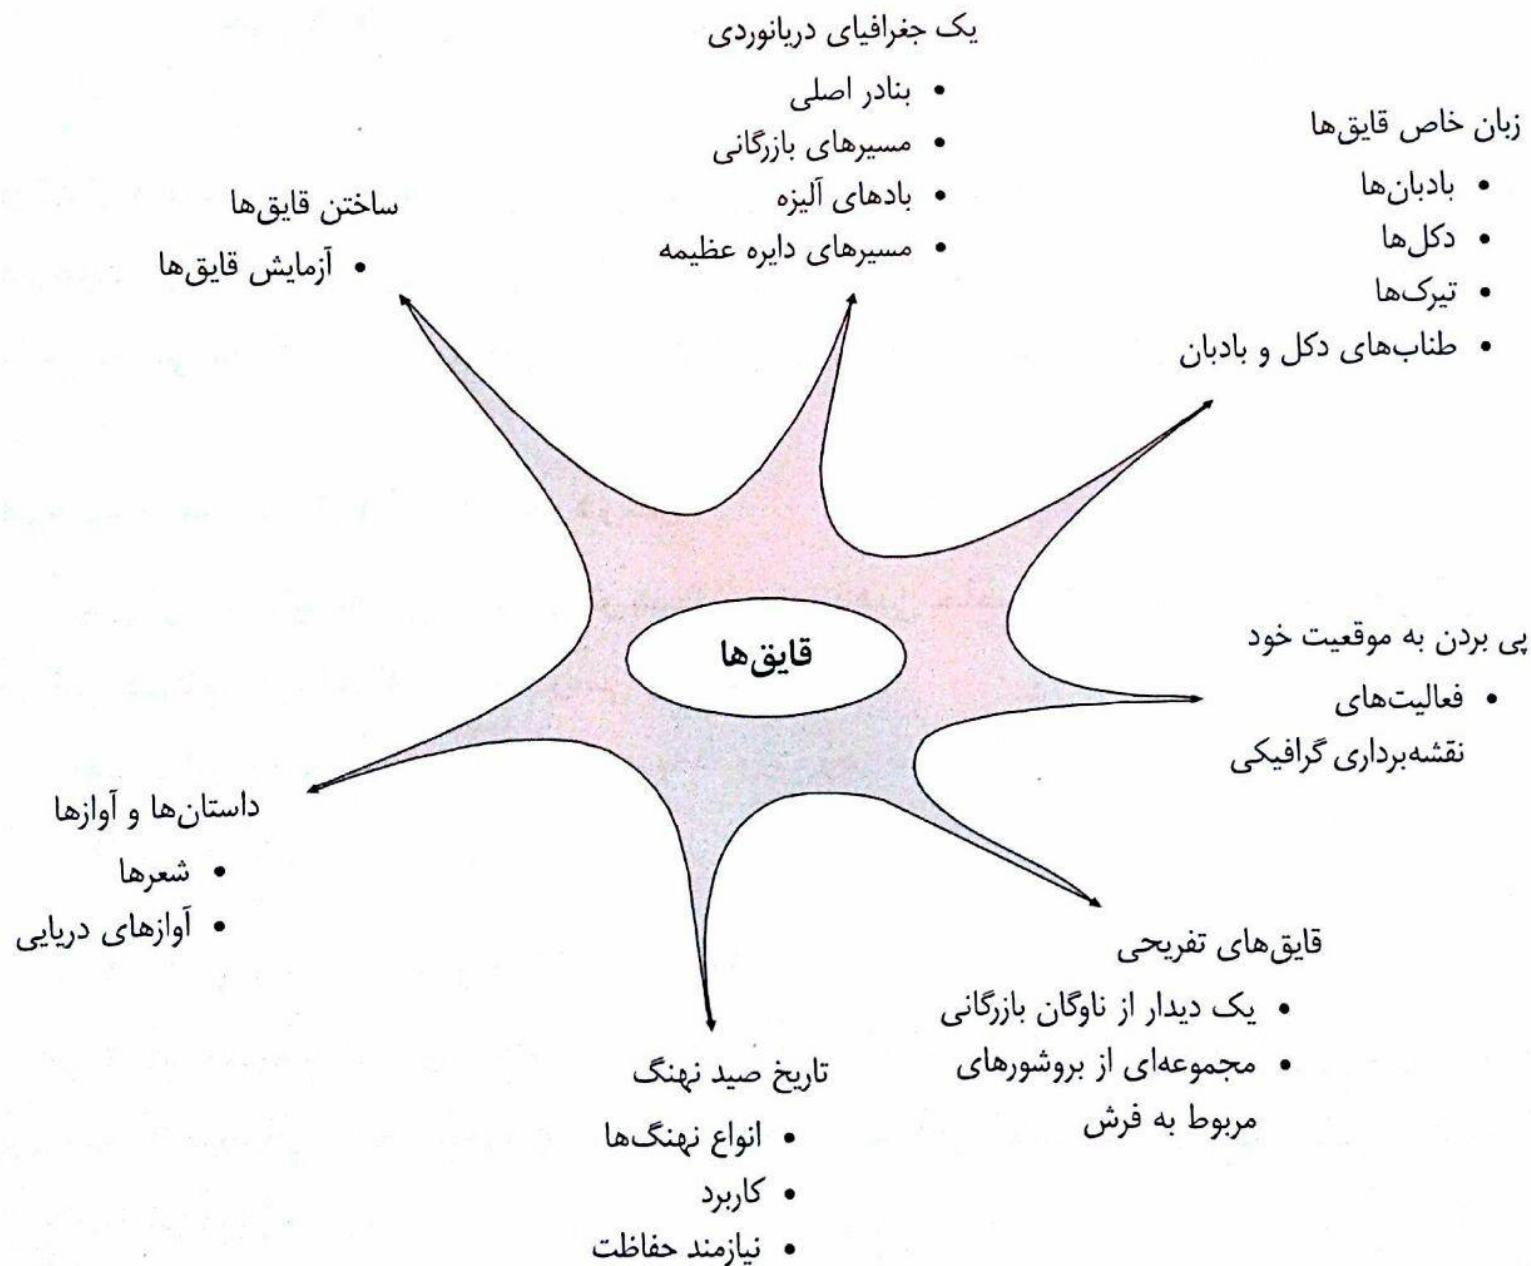 یک جغرافیای دریانوردی
• بنادر اصلی
• مسیرهای بازرگانی
• بادهای آلیزه
• مسیرهای دایره عظیمه
زبان خاص قایق‌ها
• بادبان‌ها
• دکل‌ها
• تیرک‌ها
• طناب‌های دکل و بادبان
ساختن قایق‌ها
• آزمایش قایق‌ها
قایق‌ها
پی بردن به موقعیت خود
• فعالیت‌های
نقشه‌برداری گرافیکی
داستان‌ها و آوازها
• شعرها
• آوازهای دریایی
قایق‌های تفریحی
• یک دیدار از ناوگان بازرگانی
• مجموعه‌ای از بروشورهای
مربوط به فرش
تاریخ صید نهنگ
• انواع نهنگ‌ها
• کاربرد
• نیازمند حفاظت